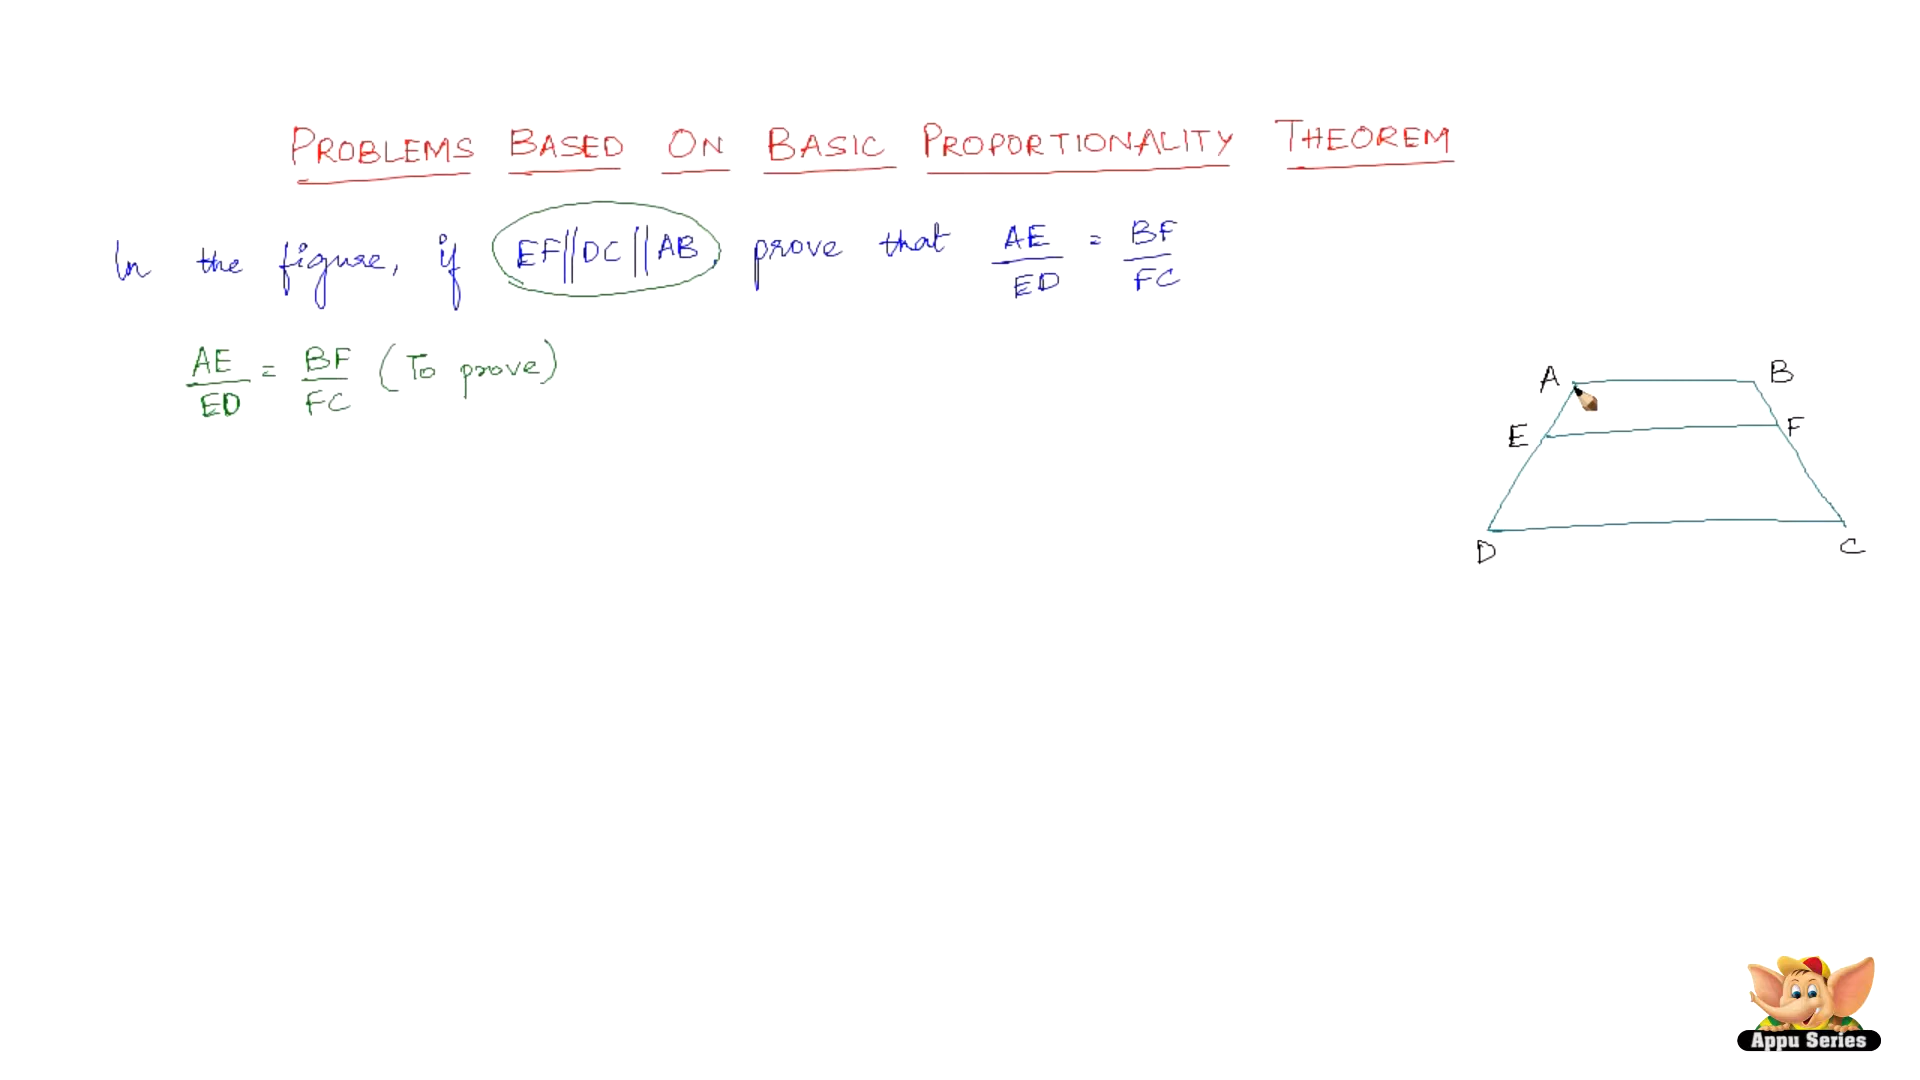 PROBLEMS BASED ON BASIC PROPORTIONALITY THEOREM
In the figure, if EF||DC||AB prove that AE/ED = BF/FC
AE/ED = BF/FC (To prove)
A B
E F
D C
Appu Series